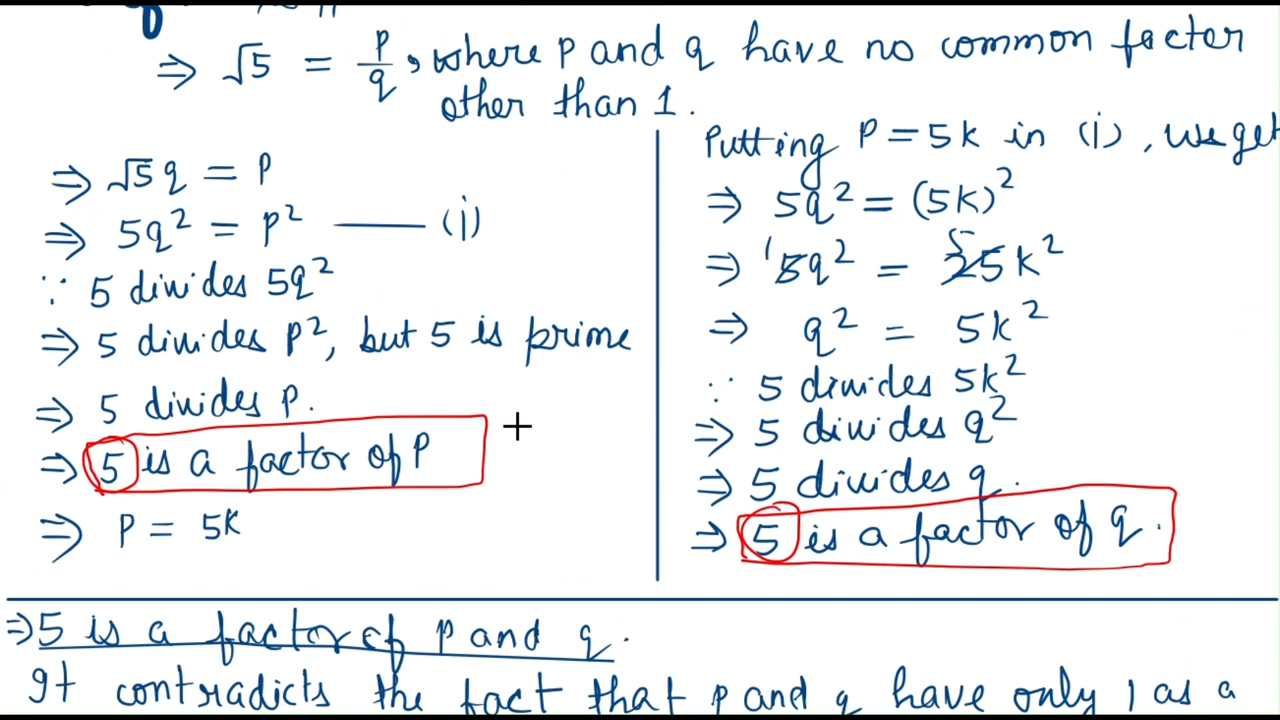 ⇒ √5 = p/q, where p and q have no common factor
other than 1.
⇒ √5q = p
⇒ 5q² = p² —— (i)
∵ 5 divides 5q²
⇒ 5 divides p², but 5 is prime
⇒ 5 divides p.
⇒ 5 is a factor of p
⇒ p = 5k
Putting p = 5k in (i), we get
⇒ 5q² = (5k)²
⇒ ¹5q² = ⁵25k²
⇒ q² = 5k²
∵ 5 divides 5k²
⇒ 5 divides q²
⇒ 5 divides q.
⇒ 5 is a factor of q.
⇒ 5 is a factor of p and q.
It contradicts the fact that p and q have only 1 as a